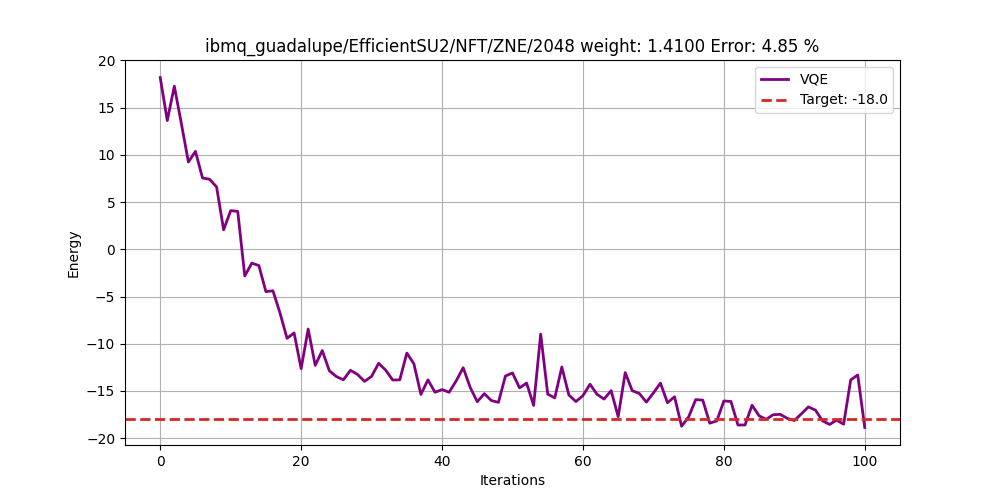 ibmq_guadalupe/EfficientSU2/NFT/ZNE/2048 weight: 1.4100 Error: 4.85 %
VQE
Target: -18.0
20
15
10
5
0
−5
−10
−15
−20
Energy
0 20 40 60 80 100
Iterations